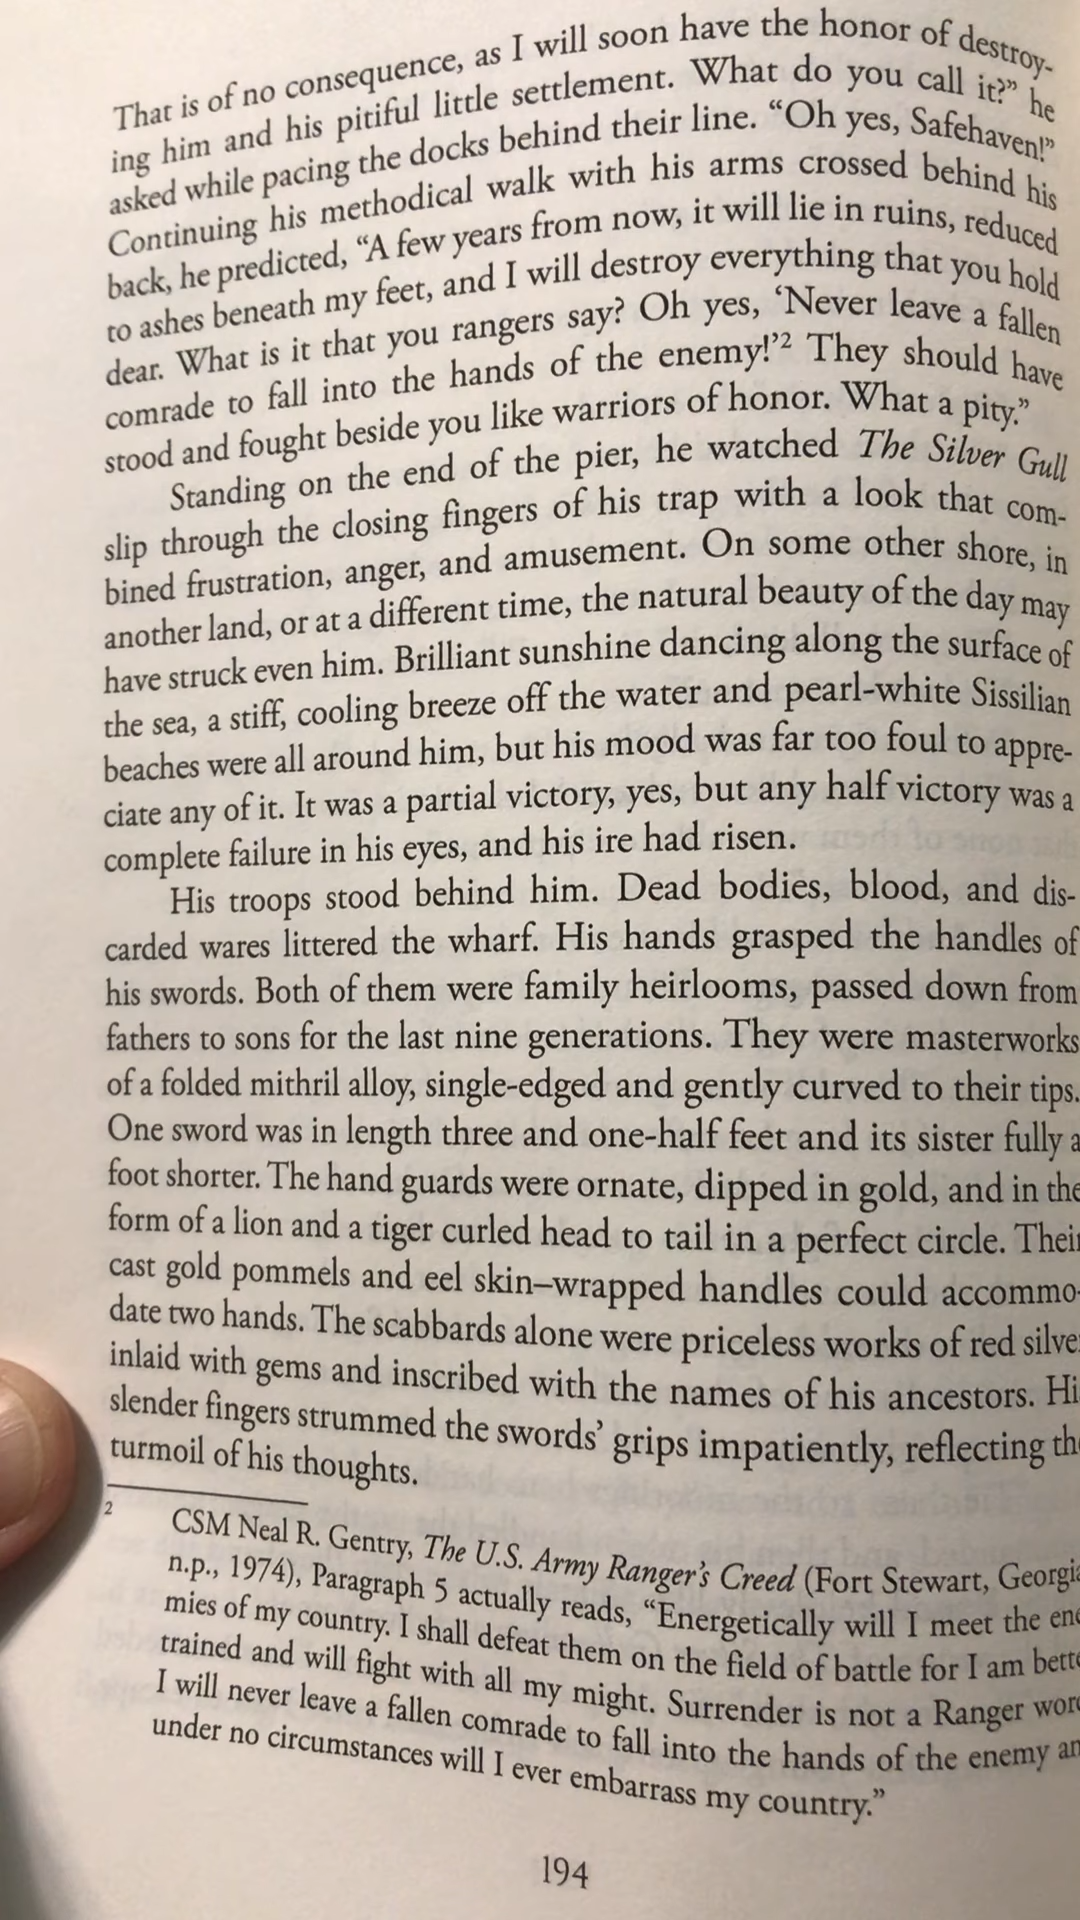 That is of no consequence, as I will soon have the honor of destroy-
ing him and his pitiful little settlement. What do you call it?” he
asked while pacing the docks behind their line. “Oh yes, Safehaven!”
Continuing his methodical walk with his arms crossed behind his
back, he predicted, “A few years from now, it will lie in ruins, reduced
to ashes beneath my feet, and I will destroy everything that you hold
dear. What is it that you rangers say? Oh yes, ‘Never leave a fallen
comrade to fall into the hands of the enemy!’2 They should have
stood and fought beside you like warriors of honor. What a pity.”
Standing on the end of the pier, he watched The Silver Gull
slip through the closing fingers of his trap with a look that com-
bined frustration, anger, and amusement. On some other shore, in
another land, or at a different time, the natural beauty of the day may
have struck even him. Brilliant sunshine dancing along the surface of
the sea, a stiff, cooling breeze off the water and pearl-white Sissilian
beaches were all around him, but his mood was far too foul to appre-
ciate any of it. It was a partial victory, yes, but any half victory was a
complete failure in his eyes, and his ire had risen.
His troops stood behind him. Dead bodies, blood, and dis-
carded wares littered the wharf. His hands grasped the handles of
his swords. Both of them were family heirlooms, passed down from
fathers to sons for the last nine generations. They were masterworks
of a folded mithril alloy, single-edged and gently curved to their tips.
One sword was in length three and one-half feet and its sister fully a
foot shorter. The hand guards were ornate, dipped in gold, and in the
form of a lion and a tiger curled head to tail in a perfect circle. Their
cast gold pommels and eel skin–wrapped handles could accommo-
date two hands. The scabbards alone were priceless works of red silve
inlaid with gems and inscribed with the names of his ancestors. Hi
slender fingers strummed the swords’ grips impatiently, reflecting th
turmoil of his thoughts.
2 CSM Neal R. Gentry, The U.S. Army Ranger’s Creed (Fort Stewart, Georgia
n.p., 1974), Paragraph 5 actually reads, “Energetically will I meet the ene
mies of my country. I shall defeat them on the field of battle for I am bette
trained and will fight with all my might. Surrender is not a Ranger wor
I will never leave a fallen comrade to fall into the hands of the enemy an
under no circumstances will I ever embarrass my country.”
194